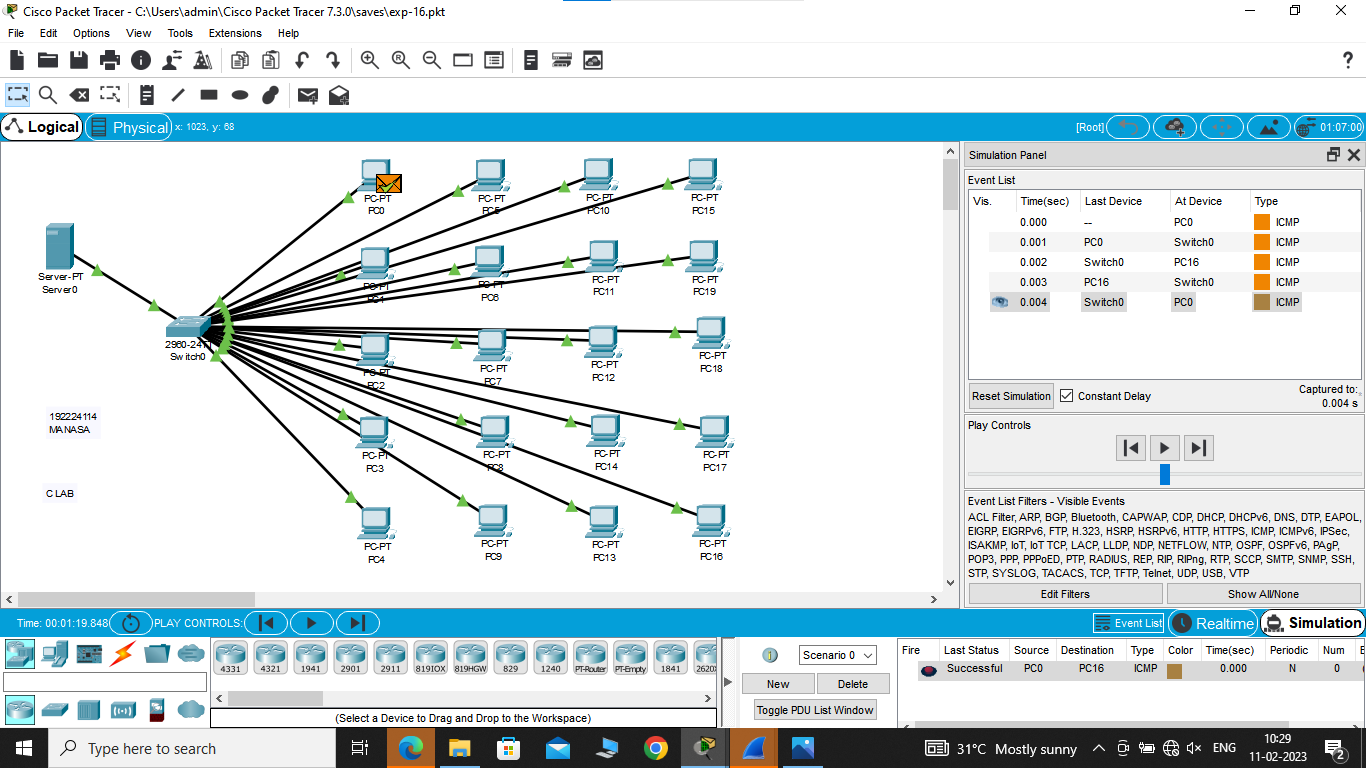 Cisco Packet Tracer - C:\Users\admin\Cisco Packet Tracer 7.3.0\saves\exp-16.pkt
File Edit Options View Tools Extensions Help
Logical Physical x: 1023, y: 68 [Root] 01:07:00
PC-PT
PC0
PC-PT
PC5
PC-PT
PC10
PC-PT
PC15
Server-PT
Server0
PC-PT
PC1
PC-PT
PC6
PC-PT
PC11
PC-PT
PC19
Switch0
PC-PT
PC2
PC-PT
PC7
PC-PT
PC12
PC-PT
PC18
192224114
MANASA
PC-PT
PC3
PC-PT
PC8
PC-PT
PC14
PC-PT
PC17
C LAB
PC-PT
PC4
PC-PT
PC9
PC-PT
PC13
PC-PT
PC16
Simulation Panel
Event List
Vis. Time(sec) Last Device At Device Type
0.000 -- PC0 ICMP
0.001 PC0 Switch0 ICMP
0.002 Switch0 PC16 ICMP
0.003 PC16 Switch0 ICMP
0.004 Switch0 PC0 ICMP
Reset Simulation Constant Delay Captured to:
0.004 s
Play Controls
Event List Filters - Visible Events
ACL Filter, ARP, BGP, Bluetooth, CAPWAP, CDP, DHCP, DHCPv6, DNS, DTP, EAPOL,
EIGRP, EIGRPv6, FTP, H.323, HSRP, HSRPv6, HTTP, HTTPS, ICMP, ICMPv6, IPSec,
ISAKMP, IoT, IoT TCP, LACP, LLDP, NDP, NETFLOW, NTP, OSPF, OSPFv6, PAgP,
POP3, PPP, PPPoED, PTP, RADIUS, REP, RIP, RIPng, RTP, SCCP, SMTP, SNMP, SSH,
STP, SYSLOG, TACACS, TCP, TFTP, Telnet, UDP, USB, VTP
Edit Filters Show All/None
Time: 00:01:19.848 PLAY CONTROLS: Event List Realtime Simulation
4331 4321 1941 2901 2911 819IOX 819HGW 829 1240 PT-Router PT-Empty 1841 2620X
(Select a Device to Drag and Drop to the Workspace)
Scenario 0
New Delete
Toggle PDU List Window
Fire Last Status Source Destination Type Color Time(sec) Periodic Num
Successful PC0 PC16 ICMP 0.000 N 0
Type here to search
31°C Mostly sunny ENG 10:29
11-02-2023
2